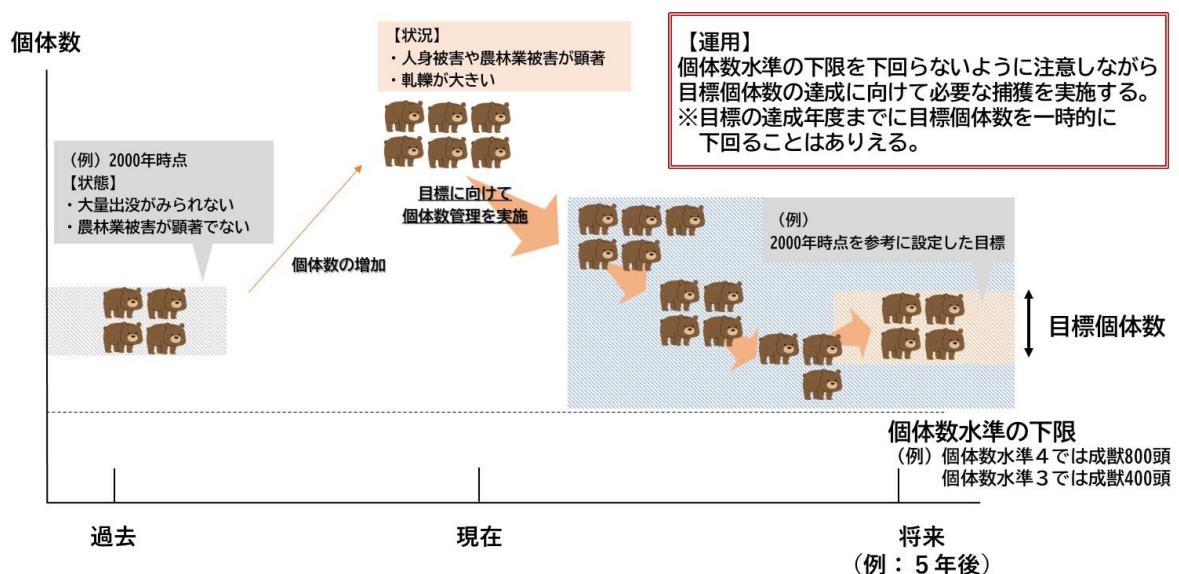 個体数
【状況】
・人身被害や農林業被害が顕著
・軋轢が大きい
【運用】
個体数水準の下限を下回らないように注意しながら
目標個体数の達成に向けて必要な捕獲を実施する。
※目標の達成年度までに目標個体数を一時的に
下回ることはありえる。
（例）2000年時点
【状態】
・大量出没がみられない
・農林業被害が顕著でない
目標に向けて
個体数管理を実施
個体数の増加
（例）
2000年時点を参考に設定した目標
目標個体数
個体数水準の下限
（例）個体数水準４では成獣800頭
個体数水準３では成獣400頭
過去
現在
将来
（例：５年後）